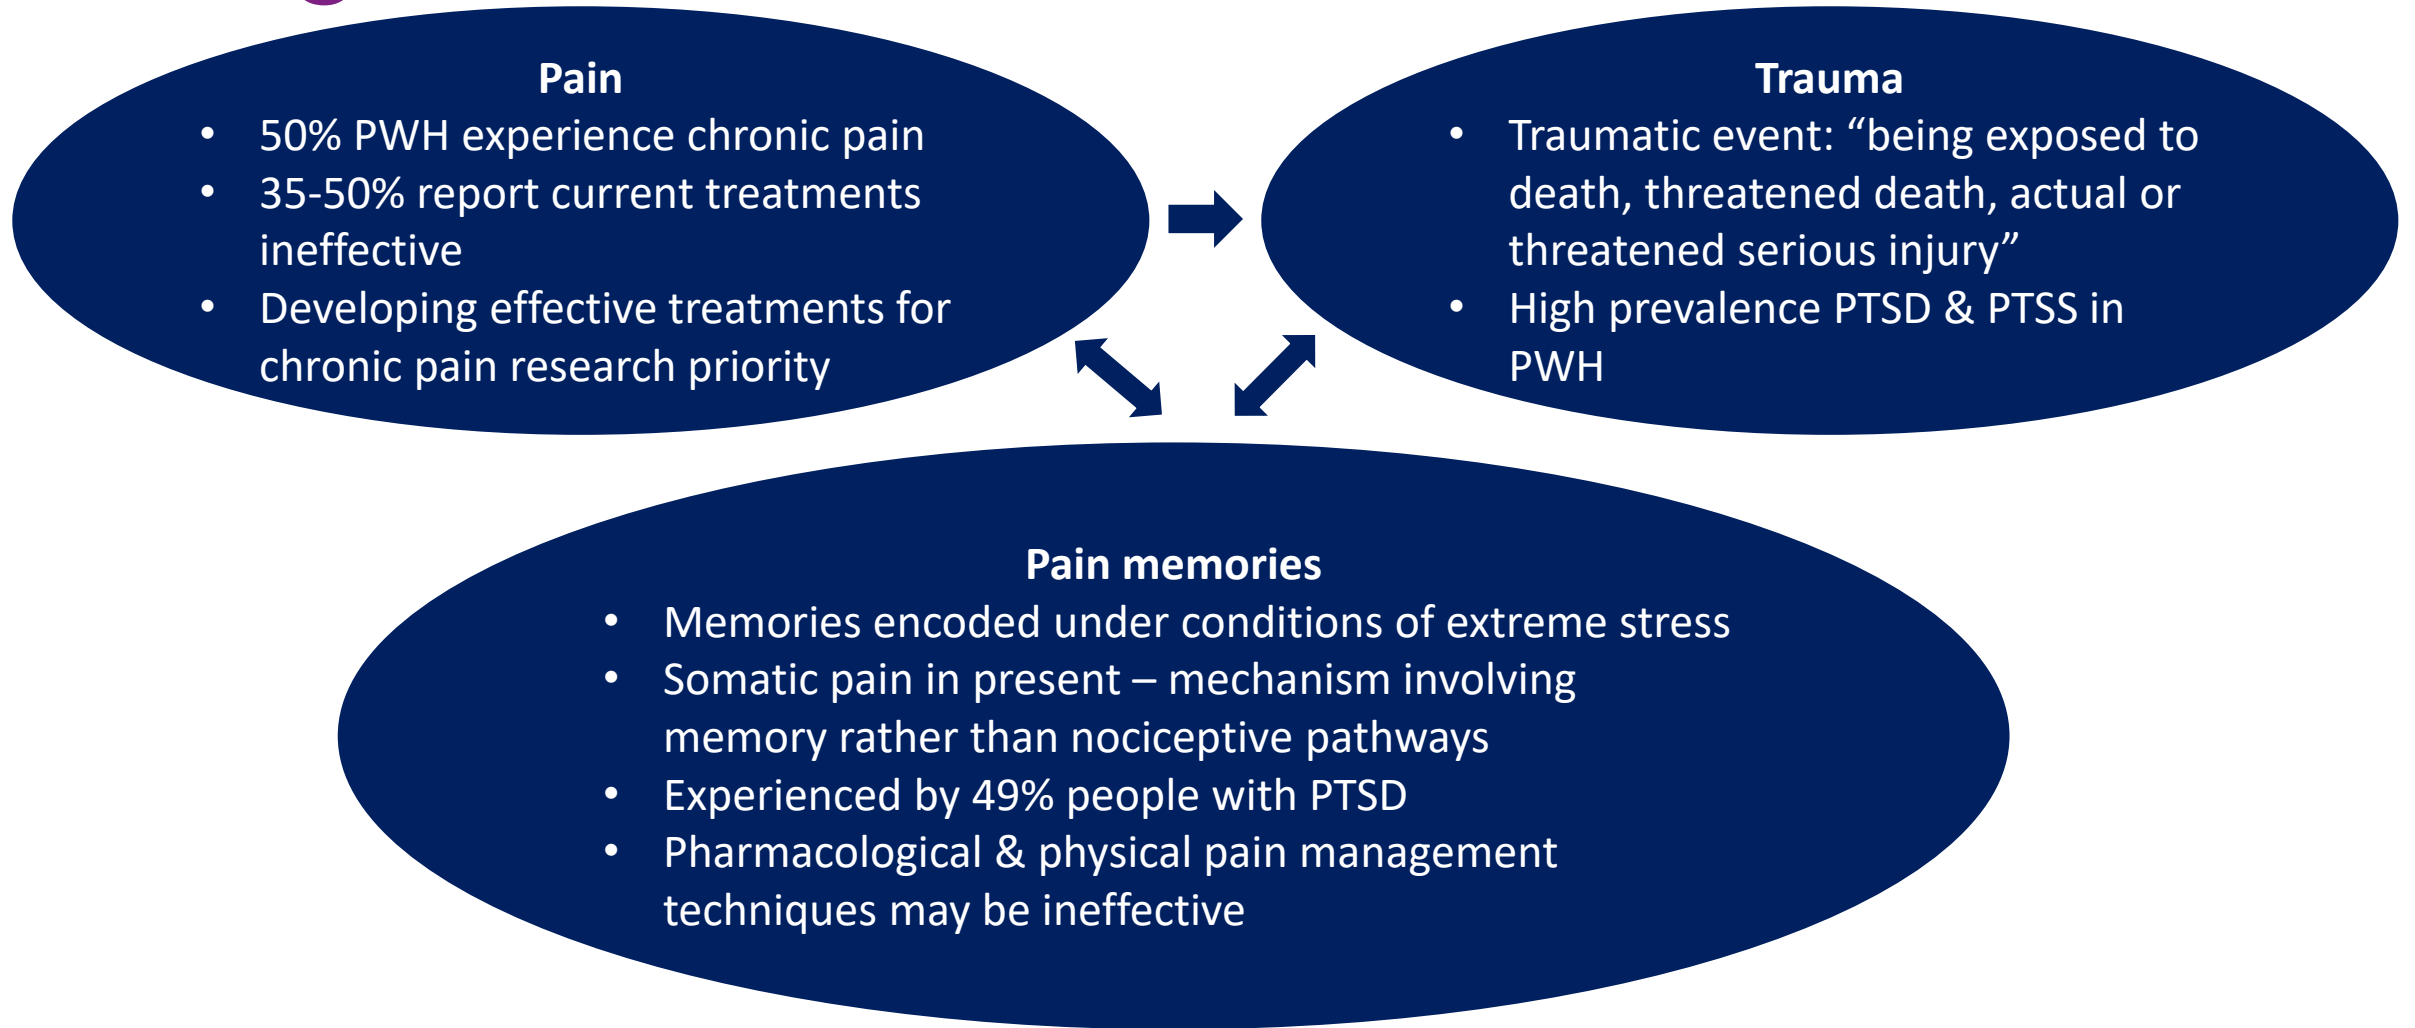 Pain
• 50% PWH experience chronic pain
• 35-50% report current treatments
ineffective
• Developing effective treatments for
chronic pain research priority
Trauma
• Traumatic event: “being exposed to
death, threatened death, actual or
threatened serious injury”
• High prevalence PTSD & PTSS in
PWH
Pain memories
• Memories encoded under conditions of extreme stress
• Somatic pain in present – mechanism involving
memory rather than nociceptive pathways
• Experienced by 49% people with PTSD
• Pharmacological & physical pain management
techniques may be ineffective